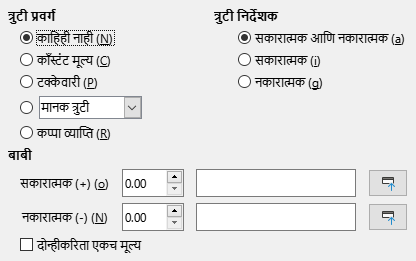 त्रुटी प्रवर्ग
काहिही नाही (N)
कॉंस्टंट मूल्य (C)
टक्केवारी (P)
मानक त्रुटी
कप्पा व्याप्ति (R)
त्रुटी निर्देशक
सकारात्मक आणि नकारात्मक (a)
सकारात्मक (i)
नकारात्मक (g)
बाबी
सकारात्मक (+) (o) 0.00
नकारात्मक (-) (N) 0.00
दोन्हीकरिता एकच मूल्य